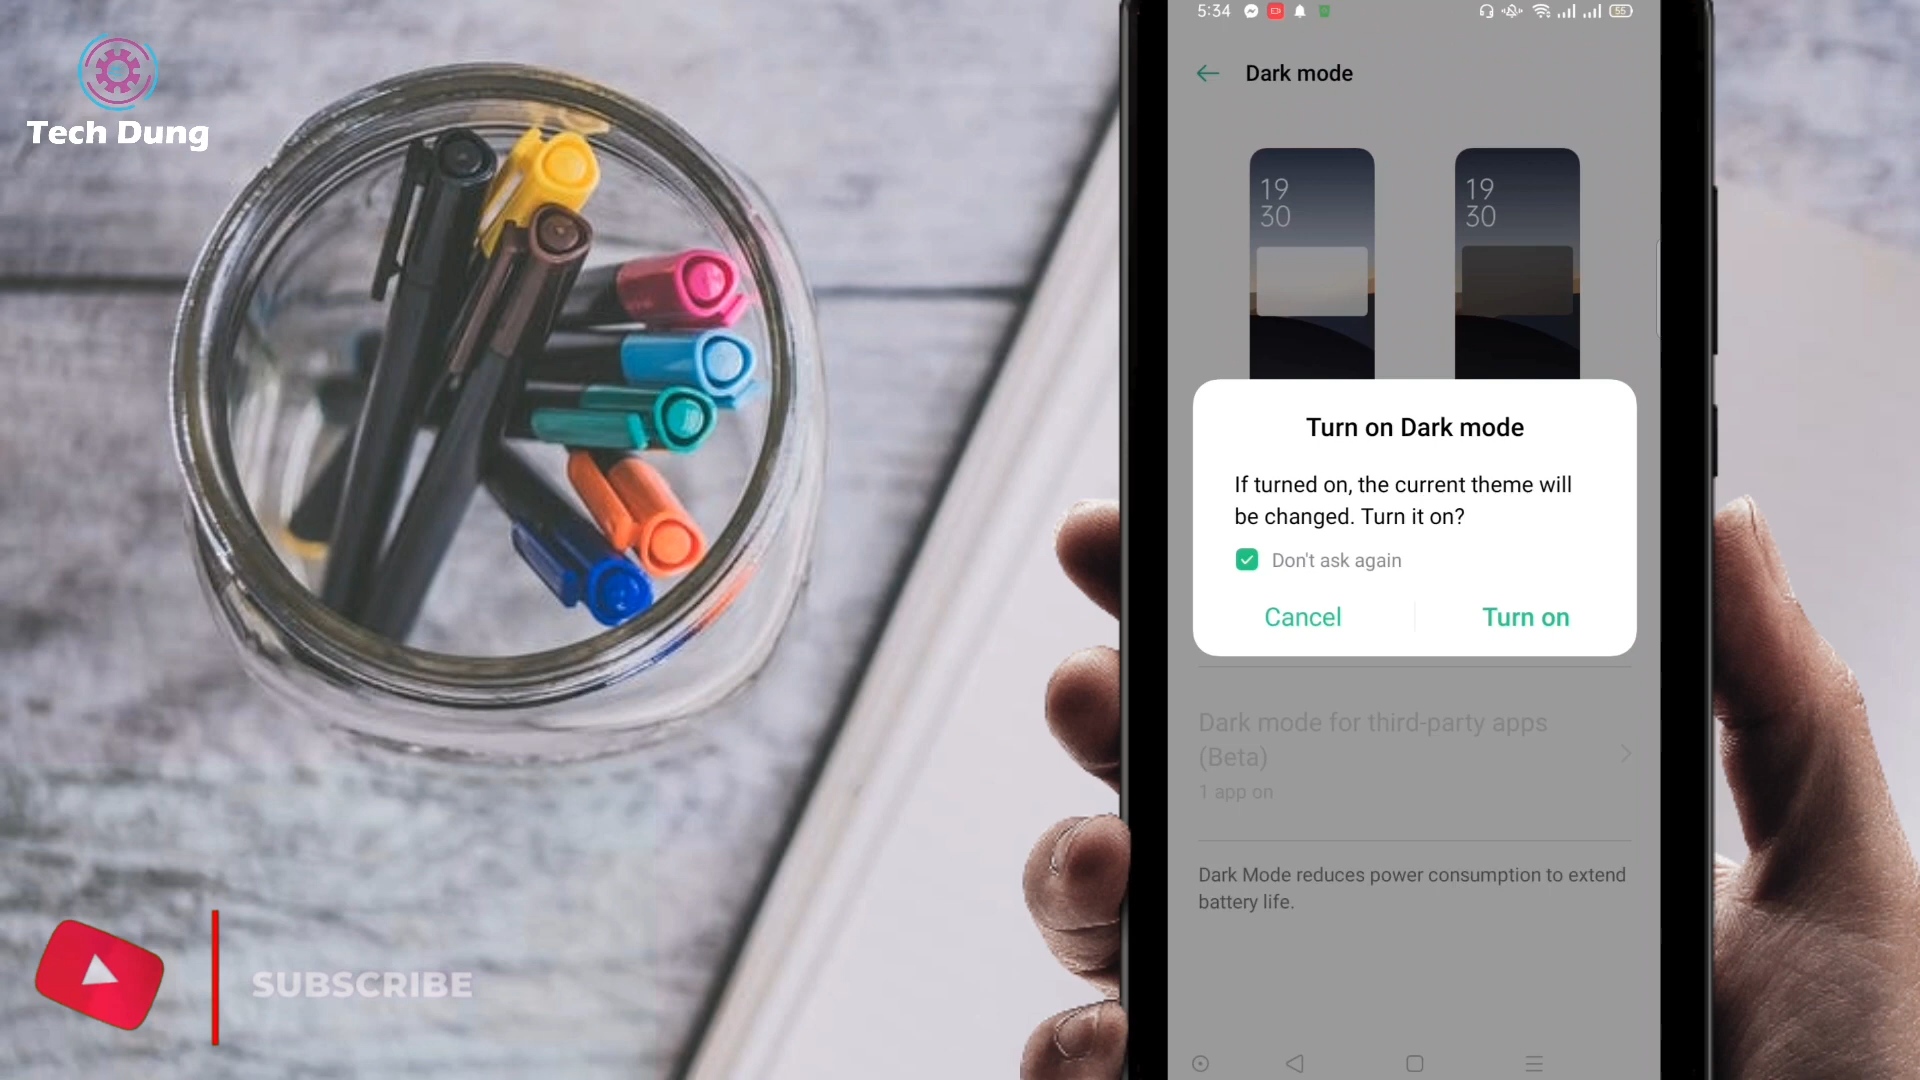 Tech Dung
SUBSCRIBE
5:34
55
Dark mode
19
30
19
30
Turn on Dark mode
If turned on, the current theme will
be changed. Turn it on?
Don't ask again
Cancel
Turn on
Dark mode for third-party apps
(Beta)
1 app on
Dark Mode reduces power consumption to extend
battery life.